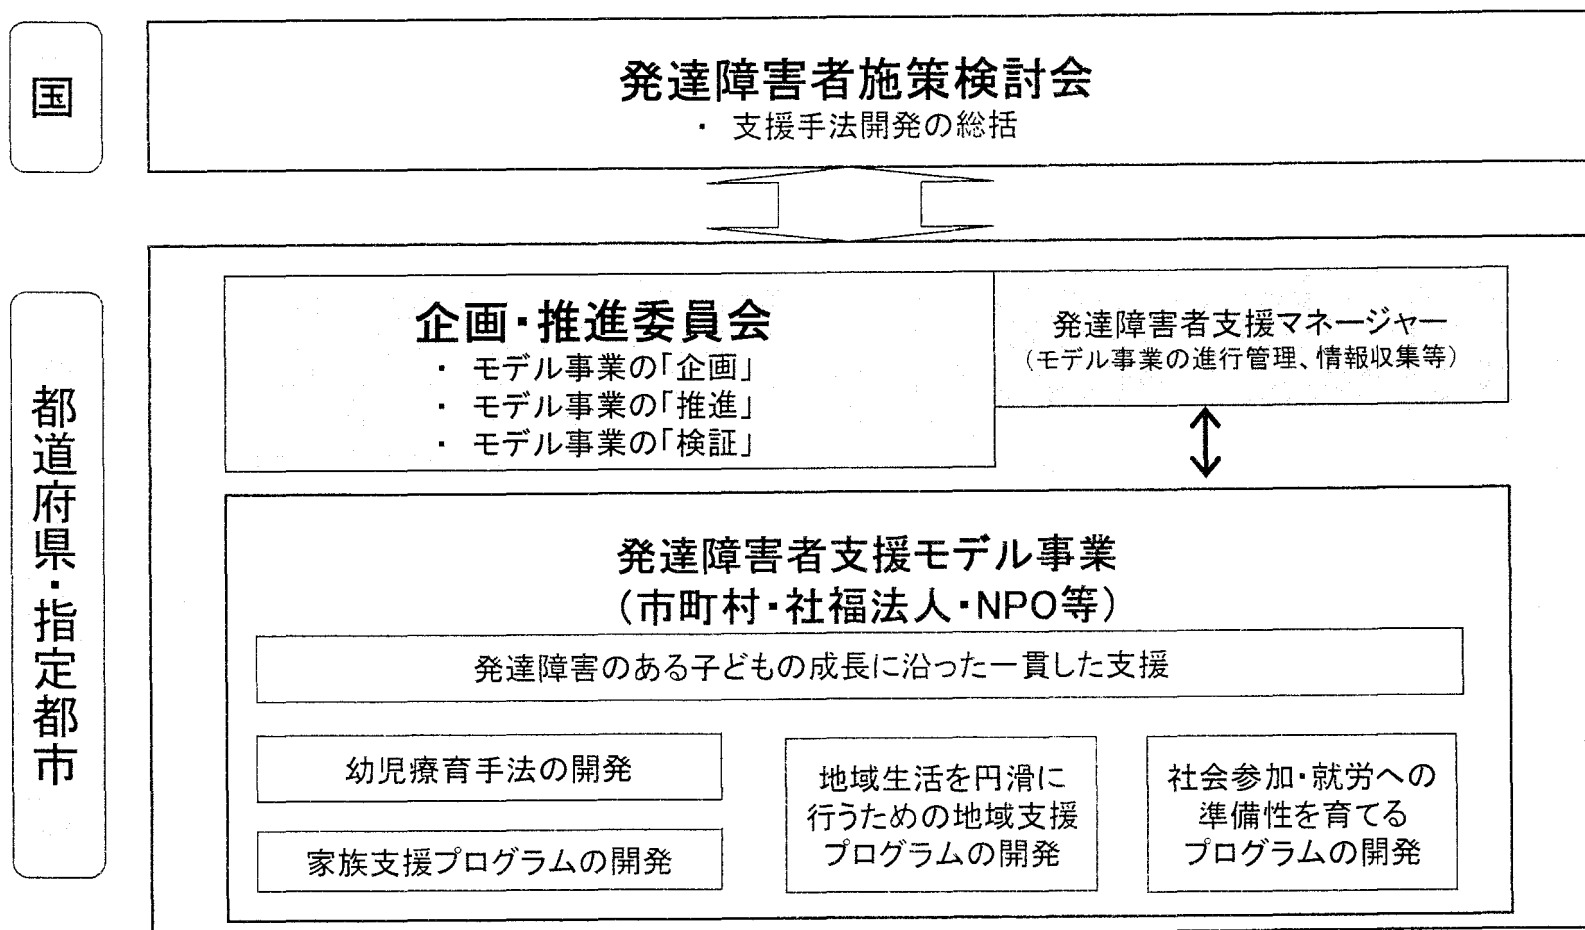 国
発達障害者施策検討会
・ 支援手法開発の総括
都道府県・指定都市
企画・推進委員会
・ モデル事業の「企画」
・ モデル事業の「推進」
・ モデル事業の「検証」
発達障害者支援マネージャー
（モデル事業の進行管理、情報収集等）
発達障害者支援モデル事業
（市町村・社福法人・NPO等）
発達障害のある子どもの成長に沿った一貫した支援
幼児療育手法の開発
家族支援プログラムの開発
地域生活を円滑に
行うための地域支援
プログラムの開発
社会参加・就労への
準備性を育てる
プログラムの開発